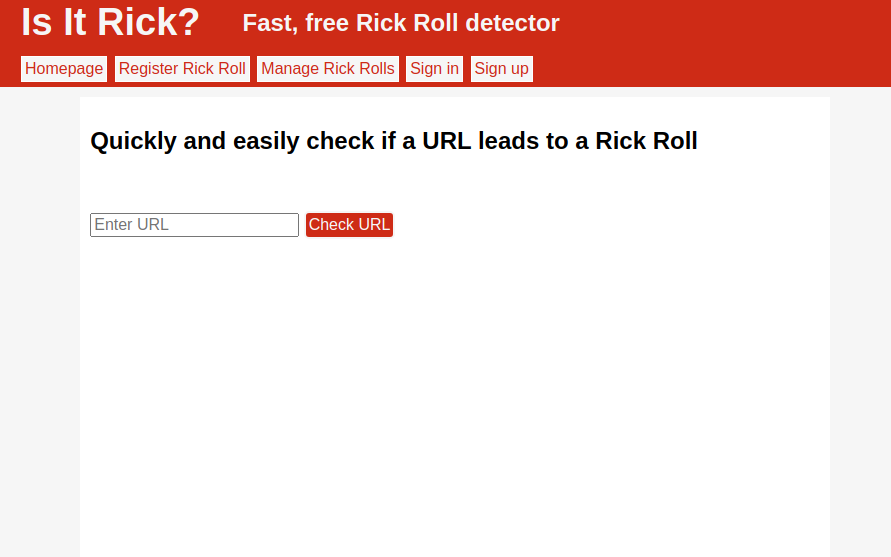 Is It Rick? Fast, free Rick Roll detector
Homepage Register Rick Roll Manage Rick Rolls Sign in Sign up
Quickly and easily check if a URL leads to a Rick Roll
Enter URL Check URL